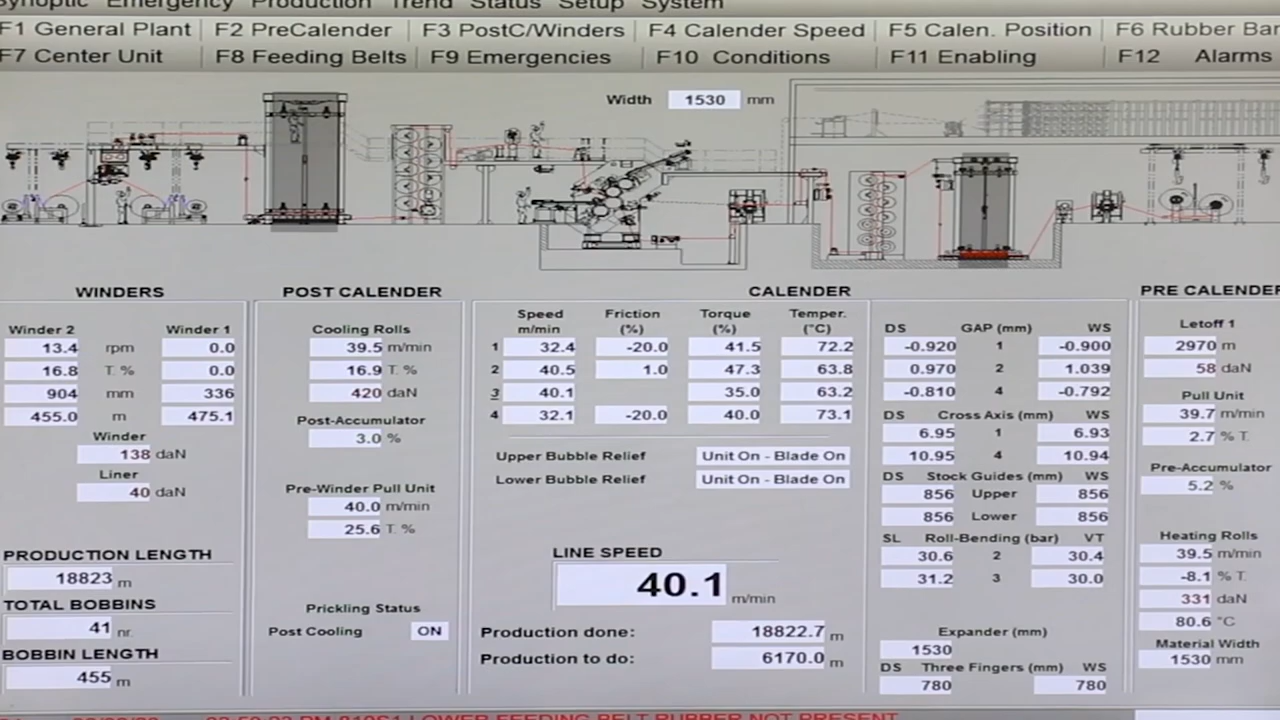 Synoptic Emergency Production Trend Status Setup System
F1 General Plant F2 PreCalender F3 PostC/Winders F4 Calender Speed F5 Calen. Position F6 Rubber Bar
F7 Center Unit F8 Feeding Belts F9 Emergencies F10 Conditions F11 Enabling F12 Alarms
Width 1530 mm
WINDERS
Winder 2 Winder 1
13.4 rpm 0.0
16.8 T. % 0.0
904 mm 336
455.0 m 475.1
Winder
138 daN
Liner
40 daN
PRODUCTION LENGTH
18823 m
TOTAL BOBBINS
41 nr.
BOBBIN LENGTH
455 m
POST CALENDER
Cooling Rolls
39.5 m/min
16.9 T. %
420 daN
Post-Accumulator
3.0 %
Pre-Winder Pull Unit
40.0 m/min
25.6 T. %
Prickling Status
Post Cooling ON
CALENDER
Speed Friction Torque Temper.
m/min (%) (%) (°C)
1 32.4 -20.0 41.5 72.2
2 40.5 1.0 47.3 63.8
3 40.1 35.0 63.2
4 32.1 -20.0 40.0 73.1
Upper Bubble Relief Unit On - Blade On
Lower Bubble Relief Unit On - Blade On
LINE SPEED
40.1 m/min
Production done: 18822.7 m
Production to do: 6170.0 m
DS GAP (mm) WS
-0.920 1 -0.900
0.970 2 1.039
-0.810 4 -0.792
DS Cross Axis (mm) WS
6.95 1 6.93
10.95 4 10.94
DS Stock Guides (mm) WS
856 Upper 856
856 Lower 856
SL Roll-Bending (bar) VT
30.6 2 30.4
31.2 3 30.0
Expander (mm)
1530
DS Three Fingers (mm) WS
780 780
PRE CALENDER
Letoff 1
2970 m
58 daN
Pull Unit
39.7 m/min
2.7 % T.
Pre-Accumulator
5.2 %
Heating Rolls
39.5 m/min
-8.1 % T.
331 daN
80.6 °C
Material Width
1530 mm
LOWER FEEDING BELT RUBBER NOT PRESENT